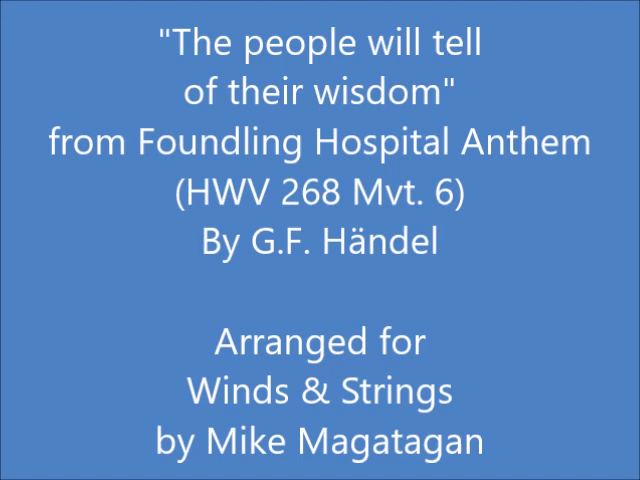 "The people will tell
of their wisdom"
from Foundling Hospital Anthem
(HWV 268 Mvt. 6)
By G.F. Händel
Arranged for
Winds & Strings
by Mike Magatagan